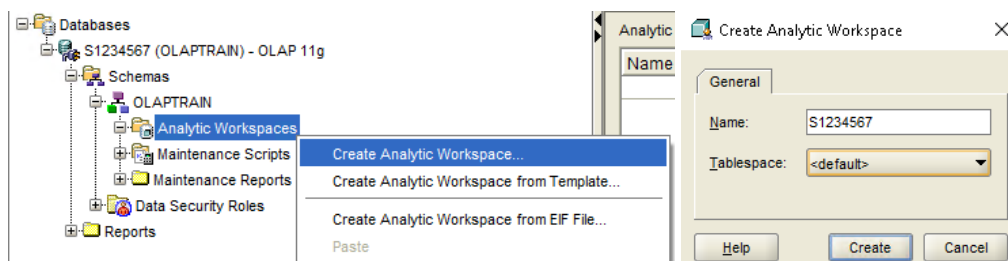 Databases
S1234567 (OLAPTRAIN) - OLAP 11g
Schemas
OLAPTRAIN
Analytic Workspaces
Maintenance Scripts
Maintenance Reports
Data Security Roles
Reports
Create Analytic Workspace...
Create Analytic Workspace from Template...
Create Analytic Workspace from EIF File...
Paste
Analytic
Name
Create Analytic Workspace
General
Name: S1234567
Tablespace: <default>
Help Create Cancel